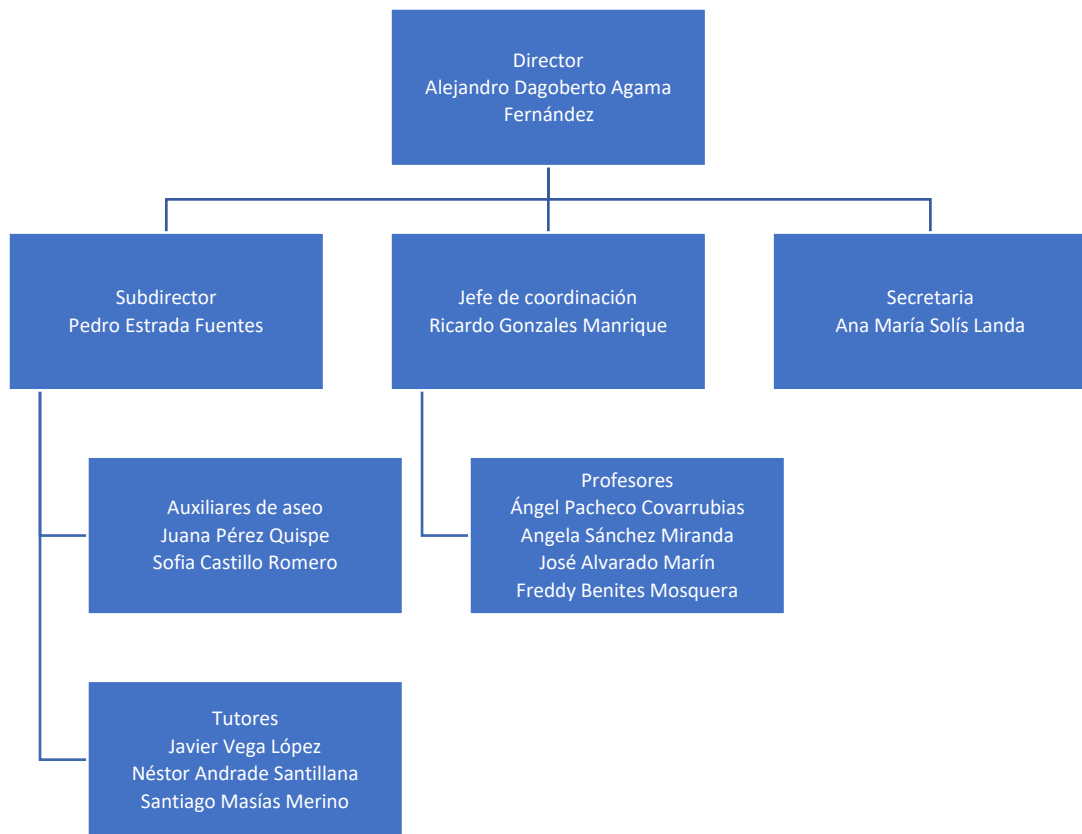 Director
Alejandro Dagoberto Agama
Fernández
Subdirector
Pedro Estrada Fuentes
Jefe de coordinación
Ricardo Gonzales Manrique
Secretaria
Ana María Solís Landa
Auxiliares de aseo
Juana Pérez Quispe
Sofia Castillo Romero
Profesores
Ángel Pacheco Covarrubias
Angela Sánchez Miranda
José Alvarado Marín
Freddy Benites Mosquera
Tutores
Javier Vega López
Néstor Andrade Santillana
Santiago Masías Merino